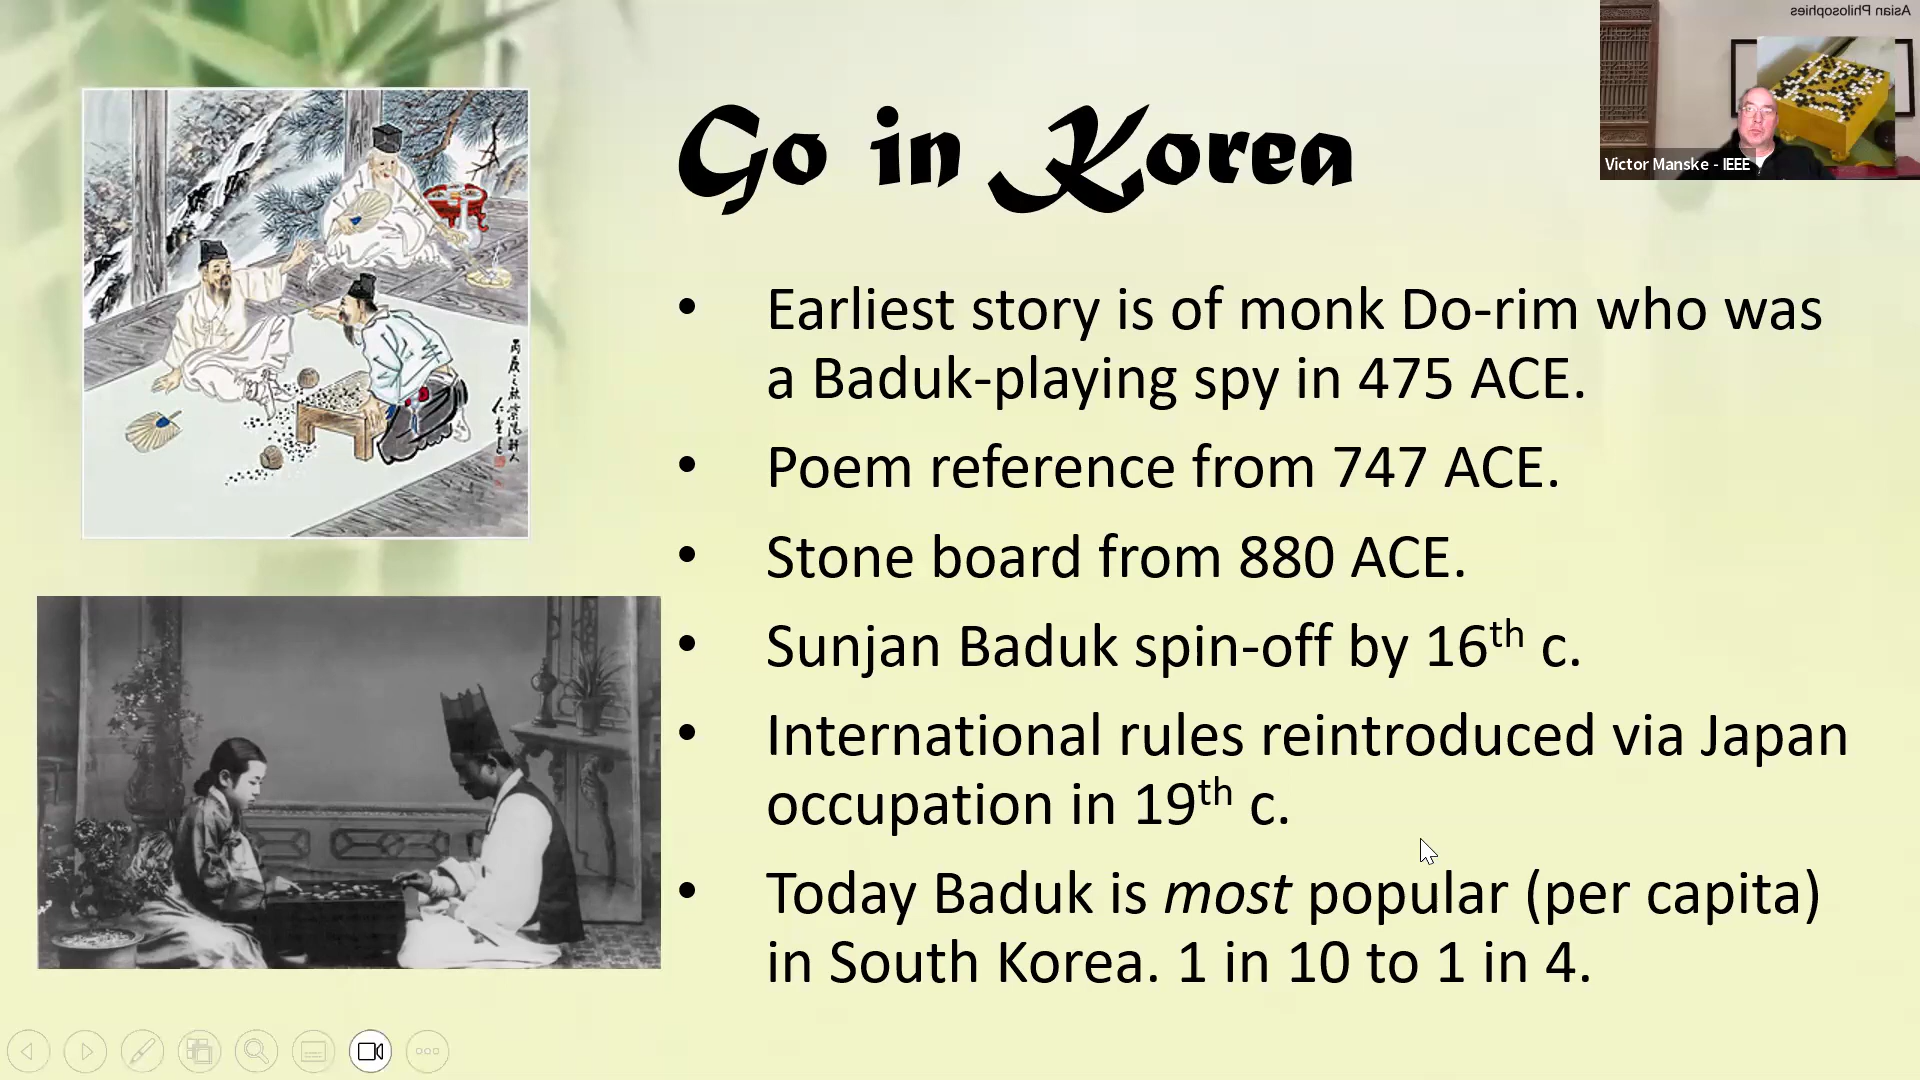 Asian Philosophies
Go in Korea
Victor Manske - IEEE
• Earliest story is of monk Do-rim who was
a Baduk-playing spy in 475 ACE.
• Poem reference from 747 ACE.
• Stone board from 880 ACE.
• Sunjan Baduk spin-off by 16th c.
• International rules reintroduced via Japan
occupation in 19th c.
• Today Baduk is most popular (per capita)
in South Korea. 1 in 10 to 1 in 4.